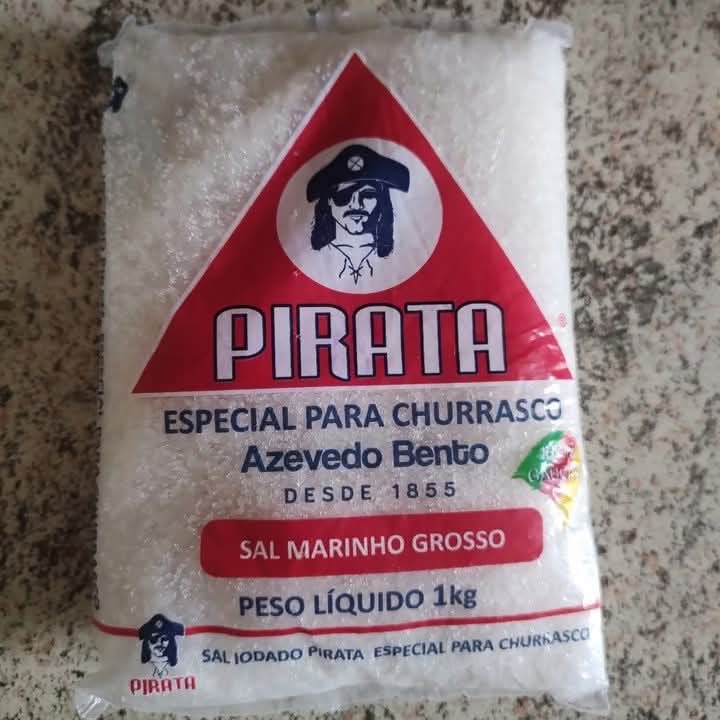 PIRATA
®
ESPECIAL PARA CHURRASCO
Azevedo Bento
DESDE 1855
SAL MARINHO GROSSO
PESO LÍQUIDO 1kg
SAL IODADO PIRATA ESPECIAL PARA CHURRASCO
PIRATA